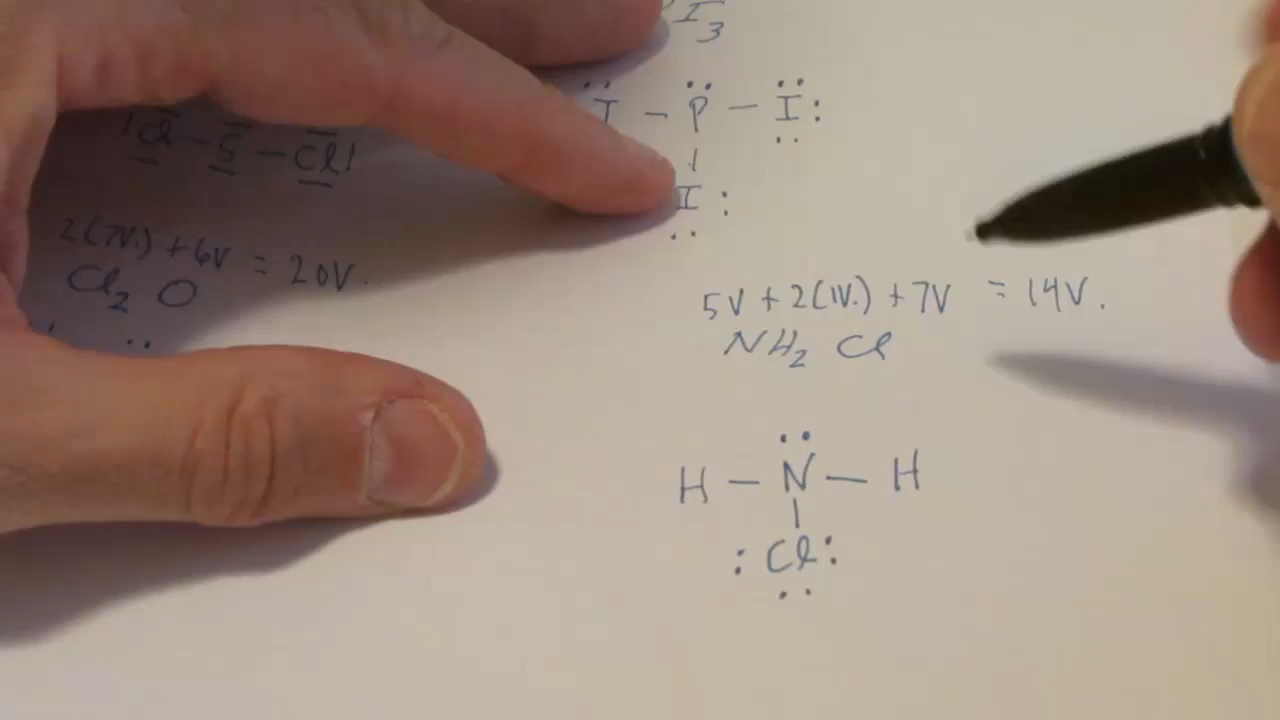 I3
I - P - I:
I :
|Cl - S - Cl|
2(7V.) + 6V = 20V.
Cl2 O
5V + 2(1V.) + 7V = 14V.
NH2 Cl
H - N - H
:Cl: